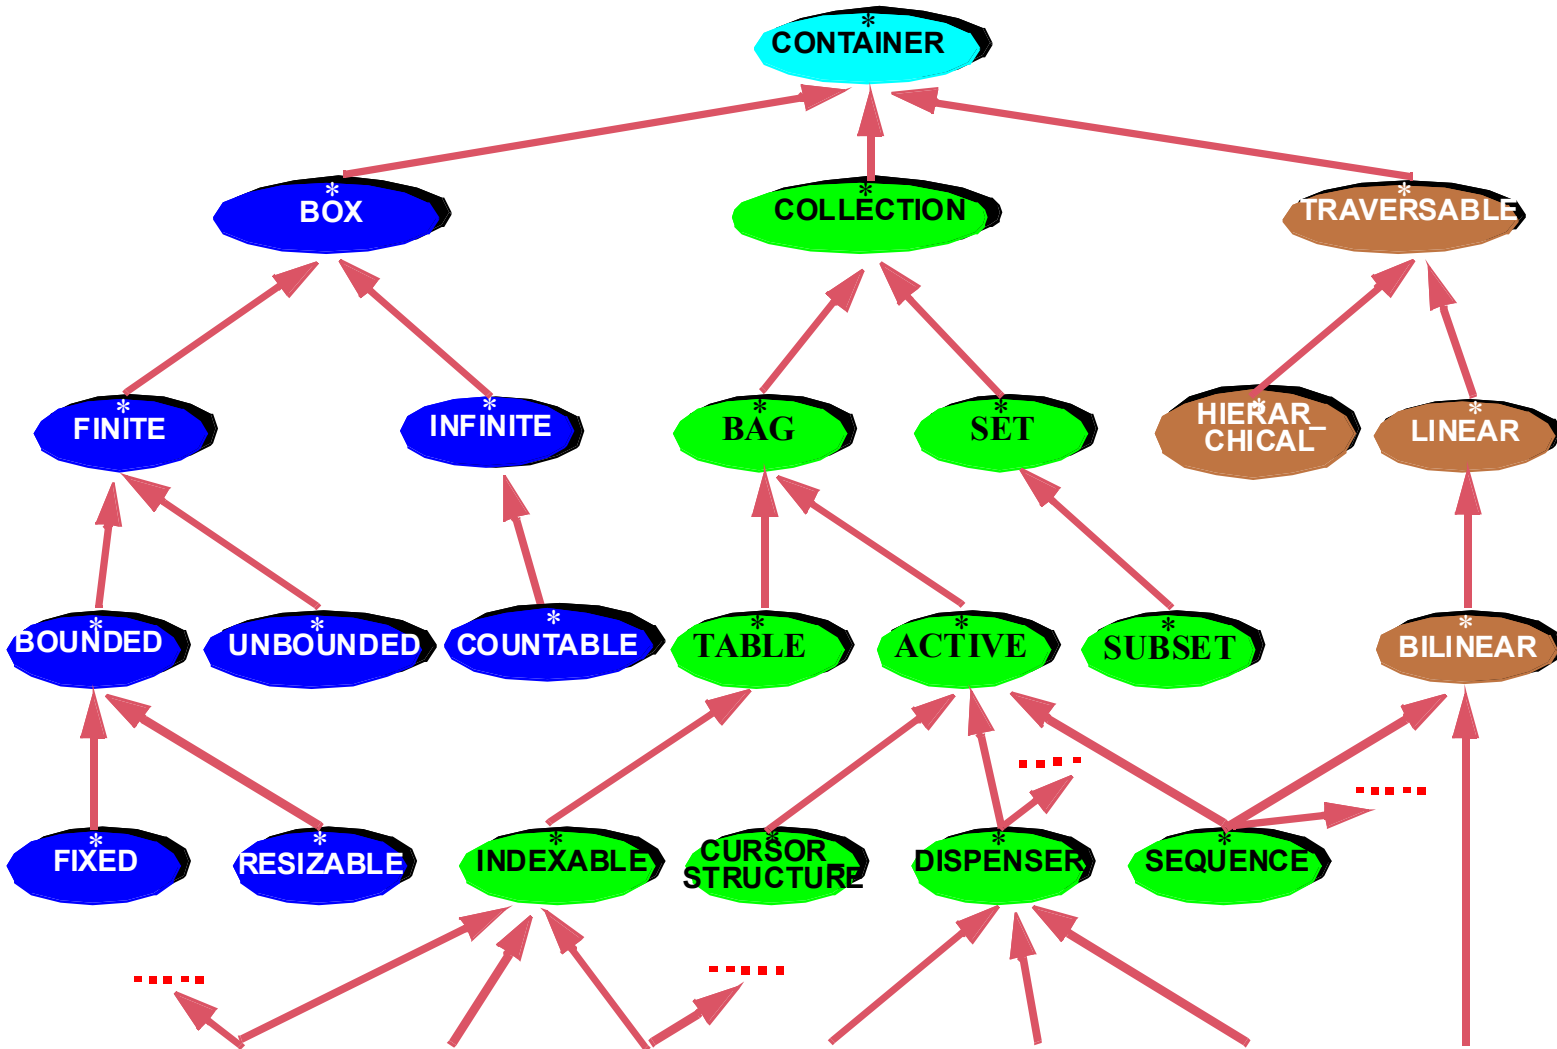 *
CONTAINER
*
BOX
*
COLLECTION
*
TRAVERSABLE
*
FINITE
*
INFINITE
*
BAG
*
SET
*
HIERAR_
CHICAL
*
LINEAR
*
BOUNDED
*
UNBOUNDED
*
COUNTABLE
*
TABLE
*
ACTIVE
*
SUBSET
*
BILINEAR
*
FIXED
*
RESIZABLE
*
INDEXABLE
*
CURSOR_
STRUCTURE
*
DISPENSER
*
SEQUENCE